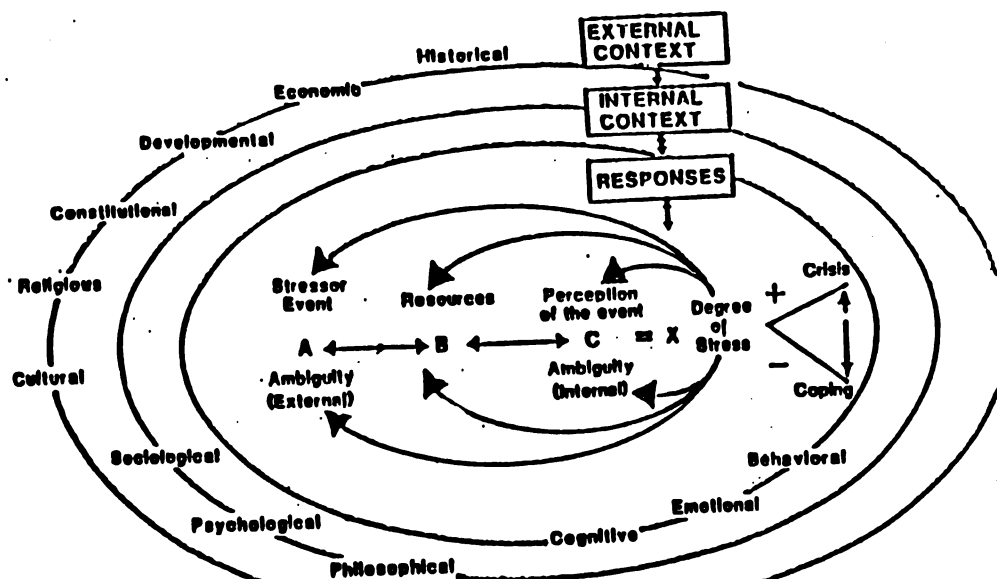 EXTERNAL
CONTEXT
Historical
INTERNAL
CONTEXT
Economic
Developmental
RESPONSES
Constitutional
Religious
Stressor
Event
Resources
Perception
of the event
Degree
of
Stress
+
Crisis
A
B
C = X
Ambiguity
(External)
Ambiguity
(Internal)
−
Coping
Cultural
Sociological
Behavioral
Psychological
Emotional
Cognitive
Philosophical